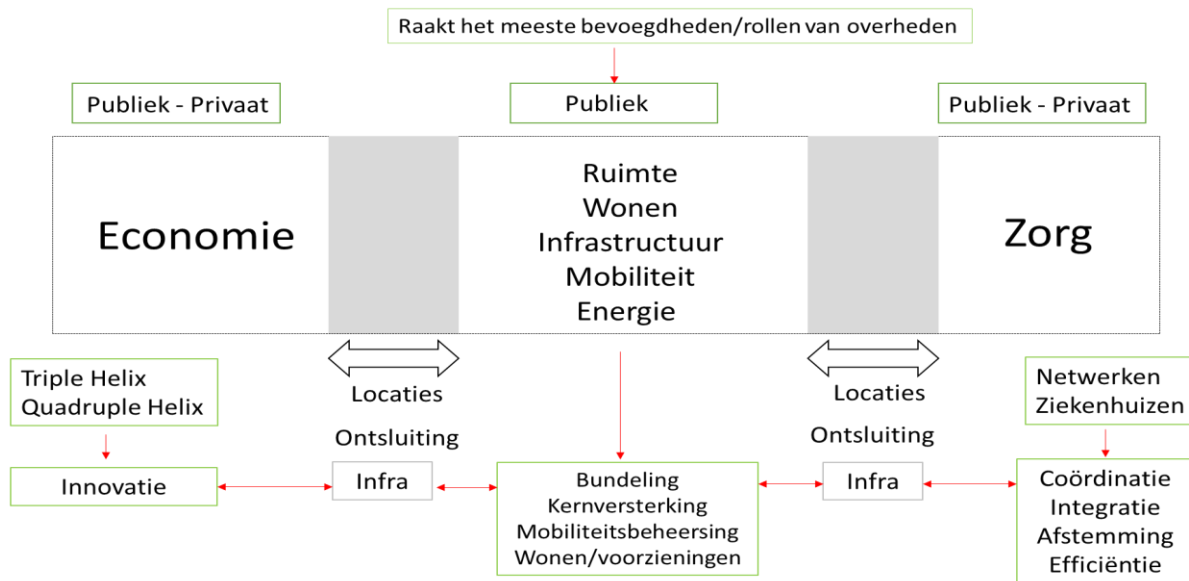 Raakt het meeste bevoegdheden/rollen van overheden
Publiek - Privaat
Publiek
Publiek - Privaat
Economie
Ruimte
Wonen
Infrastructuur
Mobiliteit
Energie
Zorg
Triple Helix
Quadruple Helix
Locaties
Ontsluiting
Locaties
Ontsluiting
Netwerken
Ziekenhuizen
Innovatie
Infra
Bundeling
Kernversterking
Mobiliteitsbeheersing
Wonen/voorzieningen
Infra
Coördinatie
Integratie
Afstemming
Efficiëntie